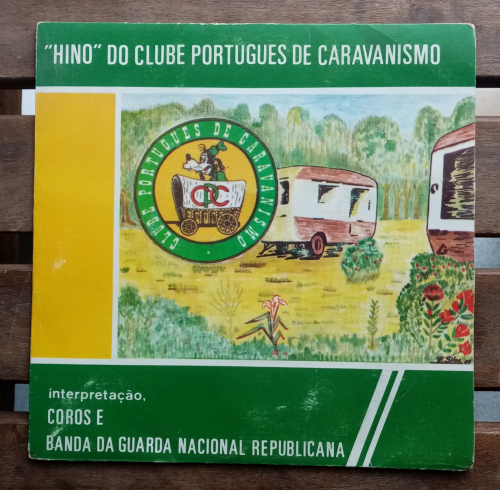 "HINO" DO CLUBE PORTUGUES DE CARAVANISMO
CLUBE PORTUGUES DE CARAVANISMO
CPC
interpretação,
COROS E
BANDA DA GUARDA NACIONAL REPUBLICANA